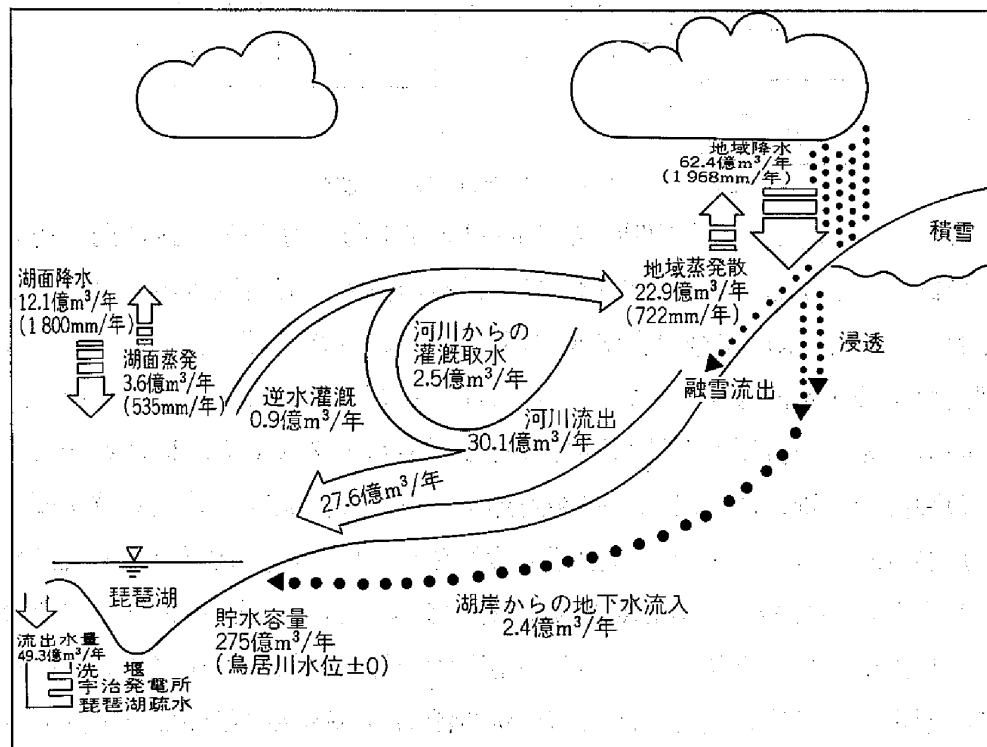 地域降水
62.4億m³/年
(1968mm/年)
積雪
地域蒸発散
22.9億m³/年
(722mm/年)
湖面降水
12.1億m³/年
(1800mm/年)
湖面蒸発
3.6億m³/年
(535mm/年)
河川からの
灌漑取水
2.5億m³/年
浸透
融雪流出
逆水灌漑
0.9億m³/年
河川流出
30.1億m³/年
27.6億m³/年
琵琶湖
湖岸からの地下水流入
2.4億m³/年
貯水容量
275億m³/年
(鳥居川水位±0)
流出水量
49.3億m³/年
洗堰
宇治発電所
琵琶湖疏水